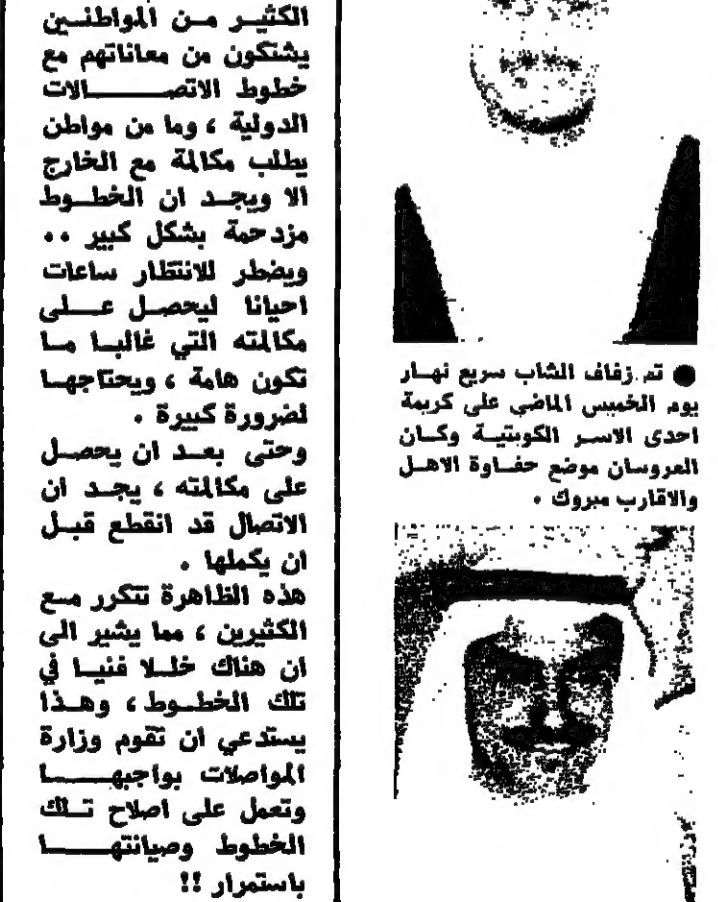 الكثير من المواطنين
يشتكون من معاناتهم مع
خطوط الاتصالات
الدولية ، وما من مواطن
يطلب مكالمة مع الخارج
الا ويجد ان الخطوط
مزدحمة بشكل كبير ..
ويضطر للانتظار ساعات
احيانا ليحصل على
مكالمته التي غالبا ما
تكون هامة ، ويحتاجها
لضرورة كبيرة .
وحتى بعد ان يحصل
على مكالمته ، يجد ان
الاتصال قد انقطع قبل
ان يكملها .
هذه الظاهرة تتكرر مع
الكثيرين ، مما يشير الى
ان هناك خللا فنيا في
تلك الخطوط ، وهذا
يستدعي ان تقوم وزارة
المواصلات بواجبها
وتعمل على اصلاح تلك
الخطوط وصيانتها
باستمرار !!
● تم زفاف الشاب سريع نهار
يوم الخميس الماضي على كريمة
احدى الاسر الكويتية وكان
العروسان موضع حفاوة الاهل
والاقارب مبروك .